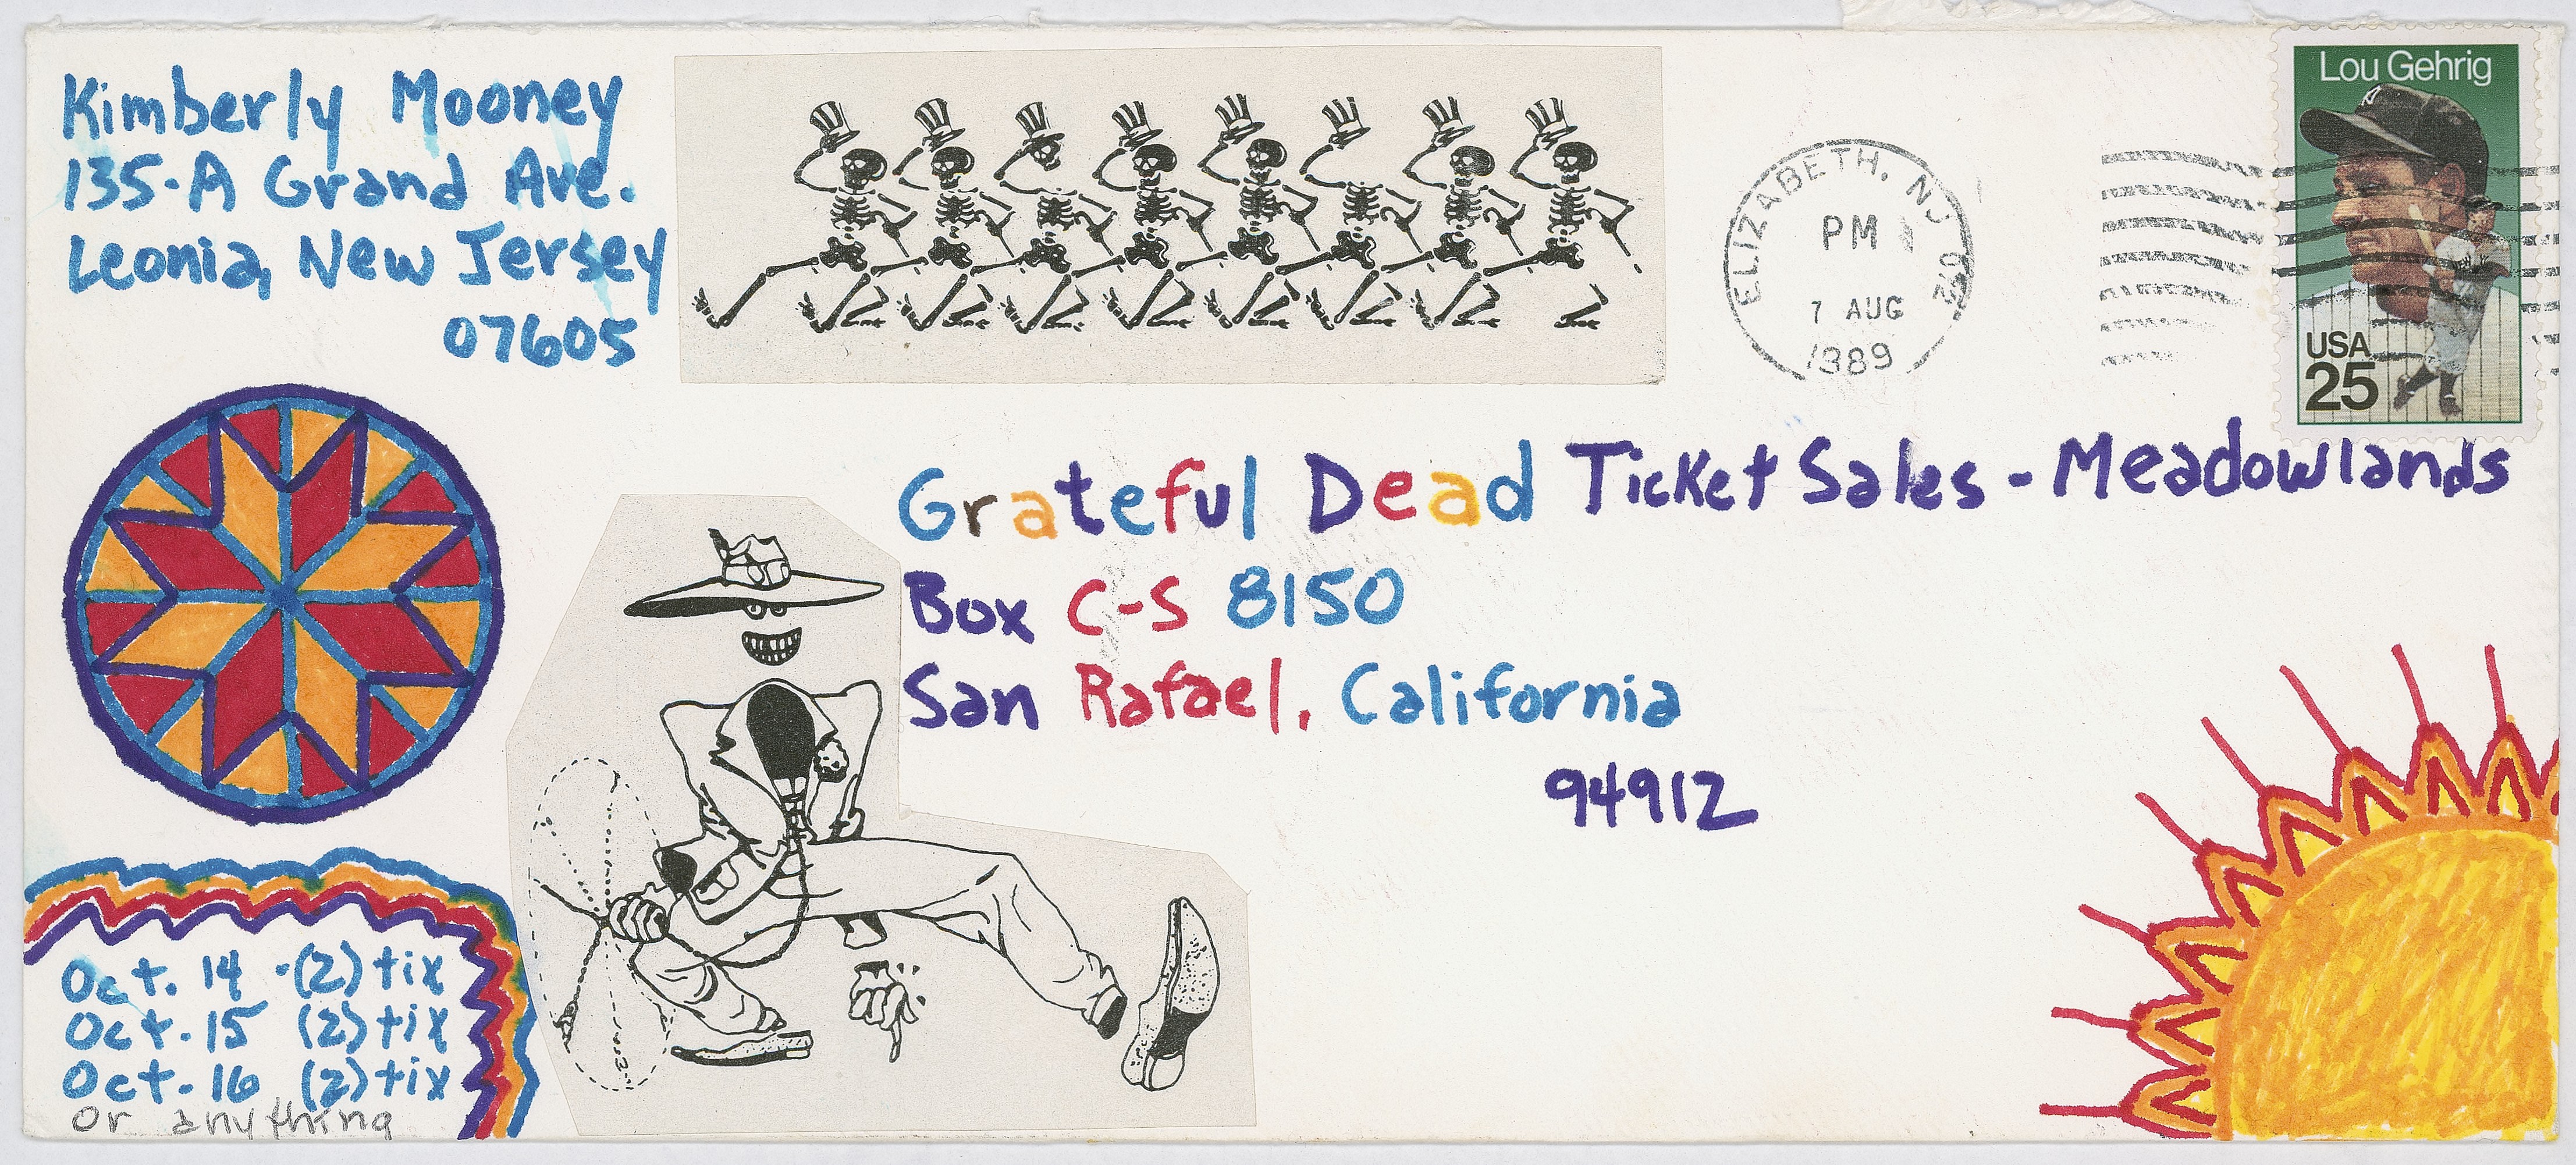 Kimberly Mooney
135-A Grand Ave.
Leonia, New Jersey
07605
ELIZABETH, NJ 072
PM
7 AUG
1989
Lou Gehrig
USA
25
Grateful Dead Ticket Sales - Meadowlands
Box C-S 8150
San Rafael, California
94912
Oct. 14 - (2) tix
Oct. 15 (2) tix
Oct. 16 (2) tix
or anything